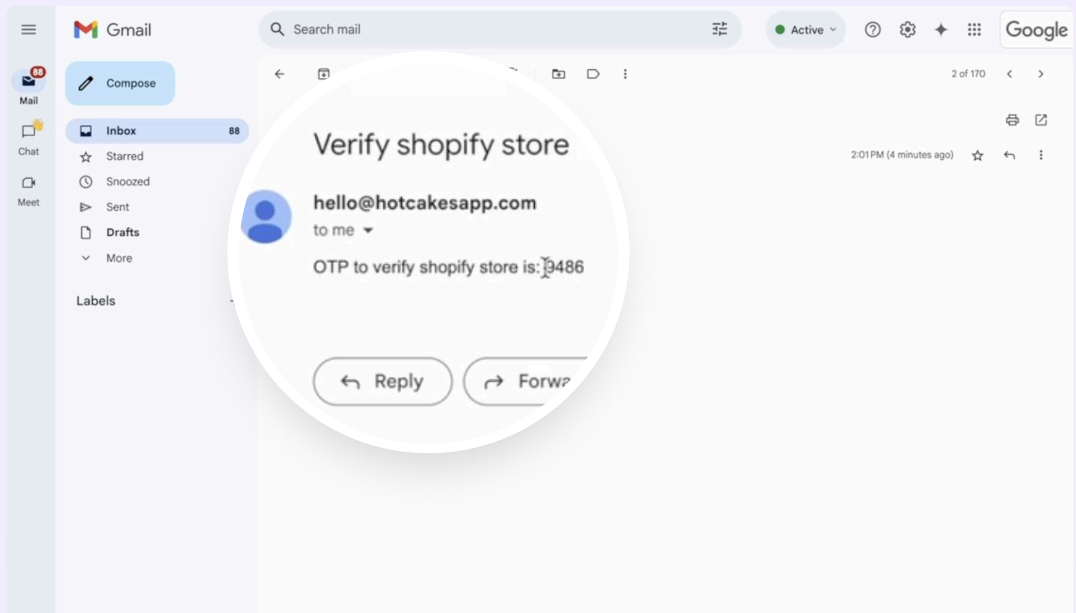 Gmail
Search mail
Active
Google
88
Mail
Compose
2 of 170
Inbox 88
Chat
Starred
2:01 PM (4 minutes ago)
Snoozed
Meet
Sent
Drafts
More
Labels
Verify shopify store
hello@hotcakesapp.com
to me
OTP to verify shopify store is: 9486
Reply